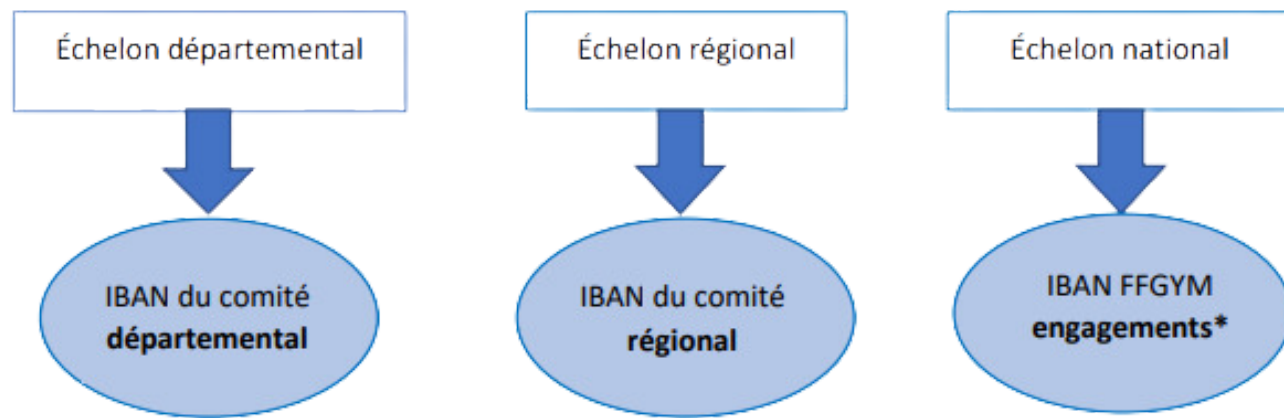 Échelon départemental
Échelon régional
Échelon national
IBAN du comité
départemental
IBAN du comité
régional
IBAN FFGYM
engagements*